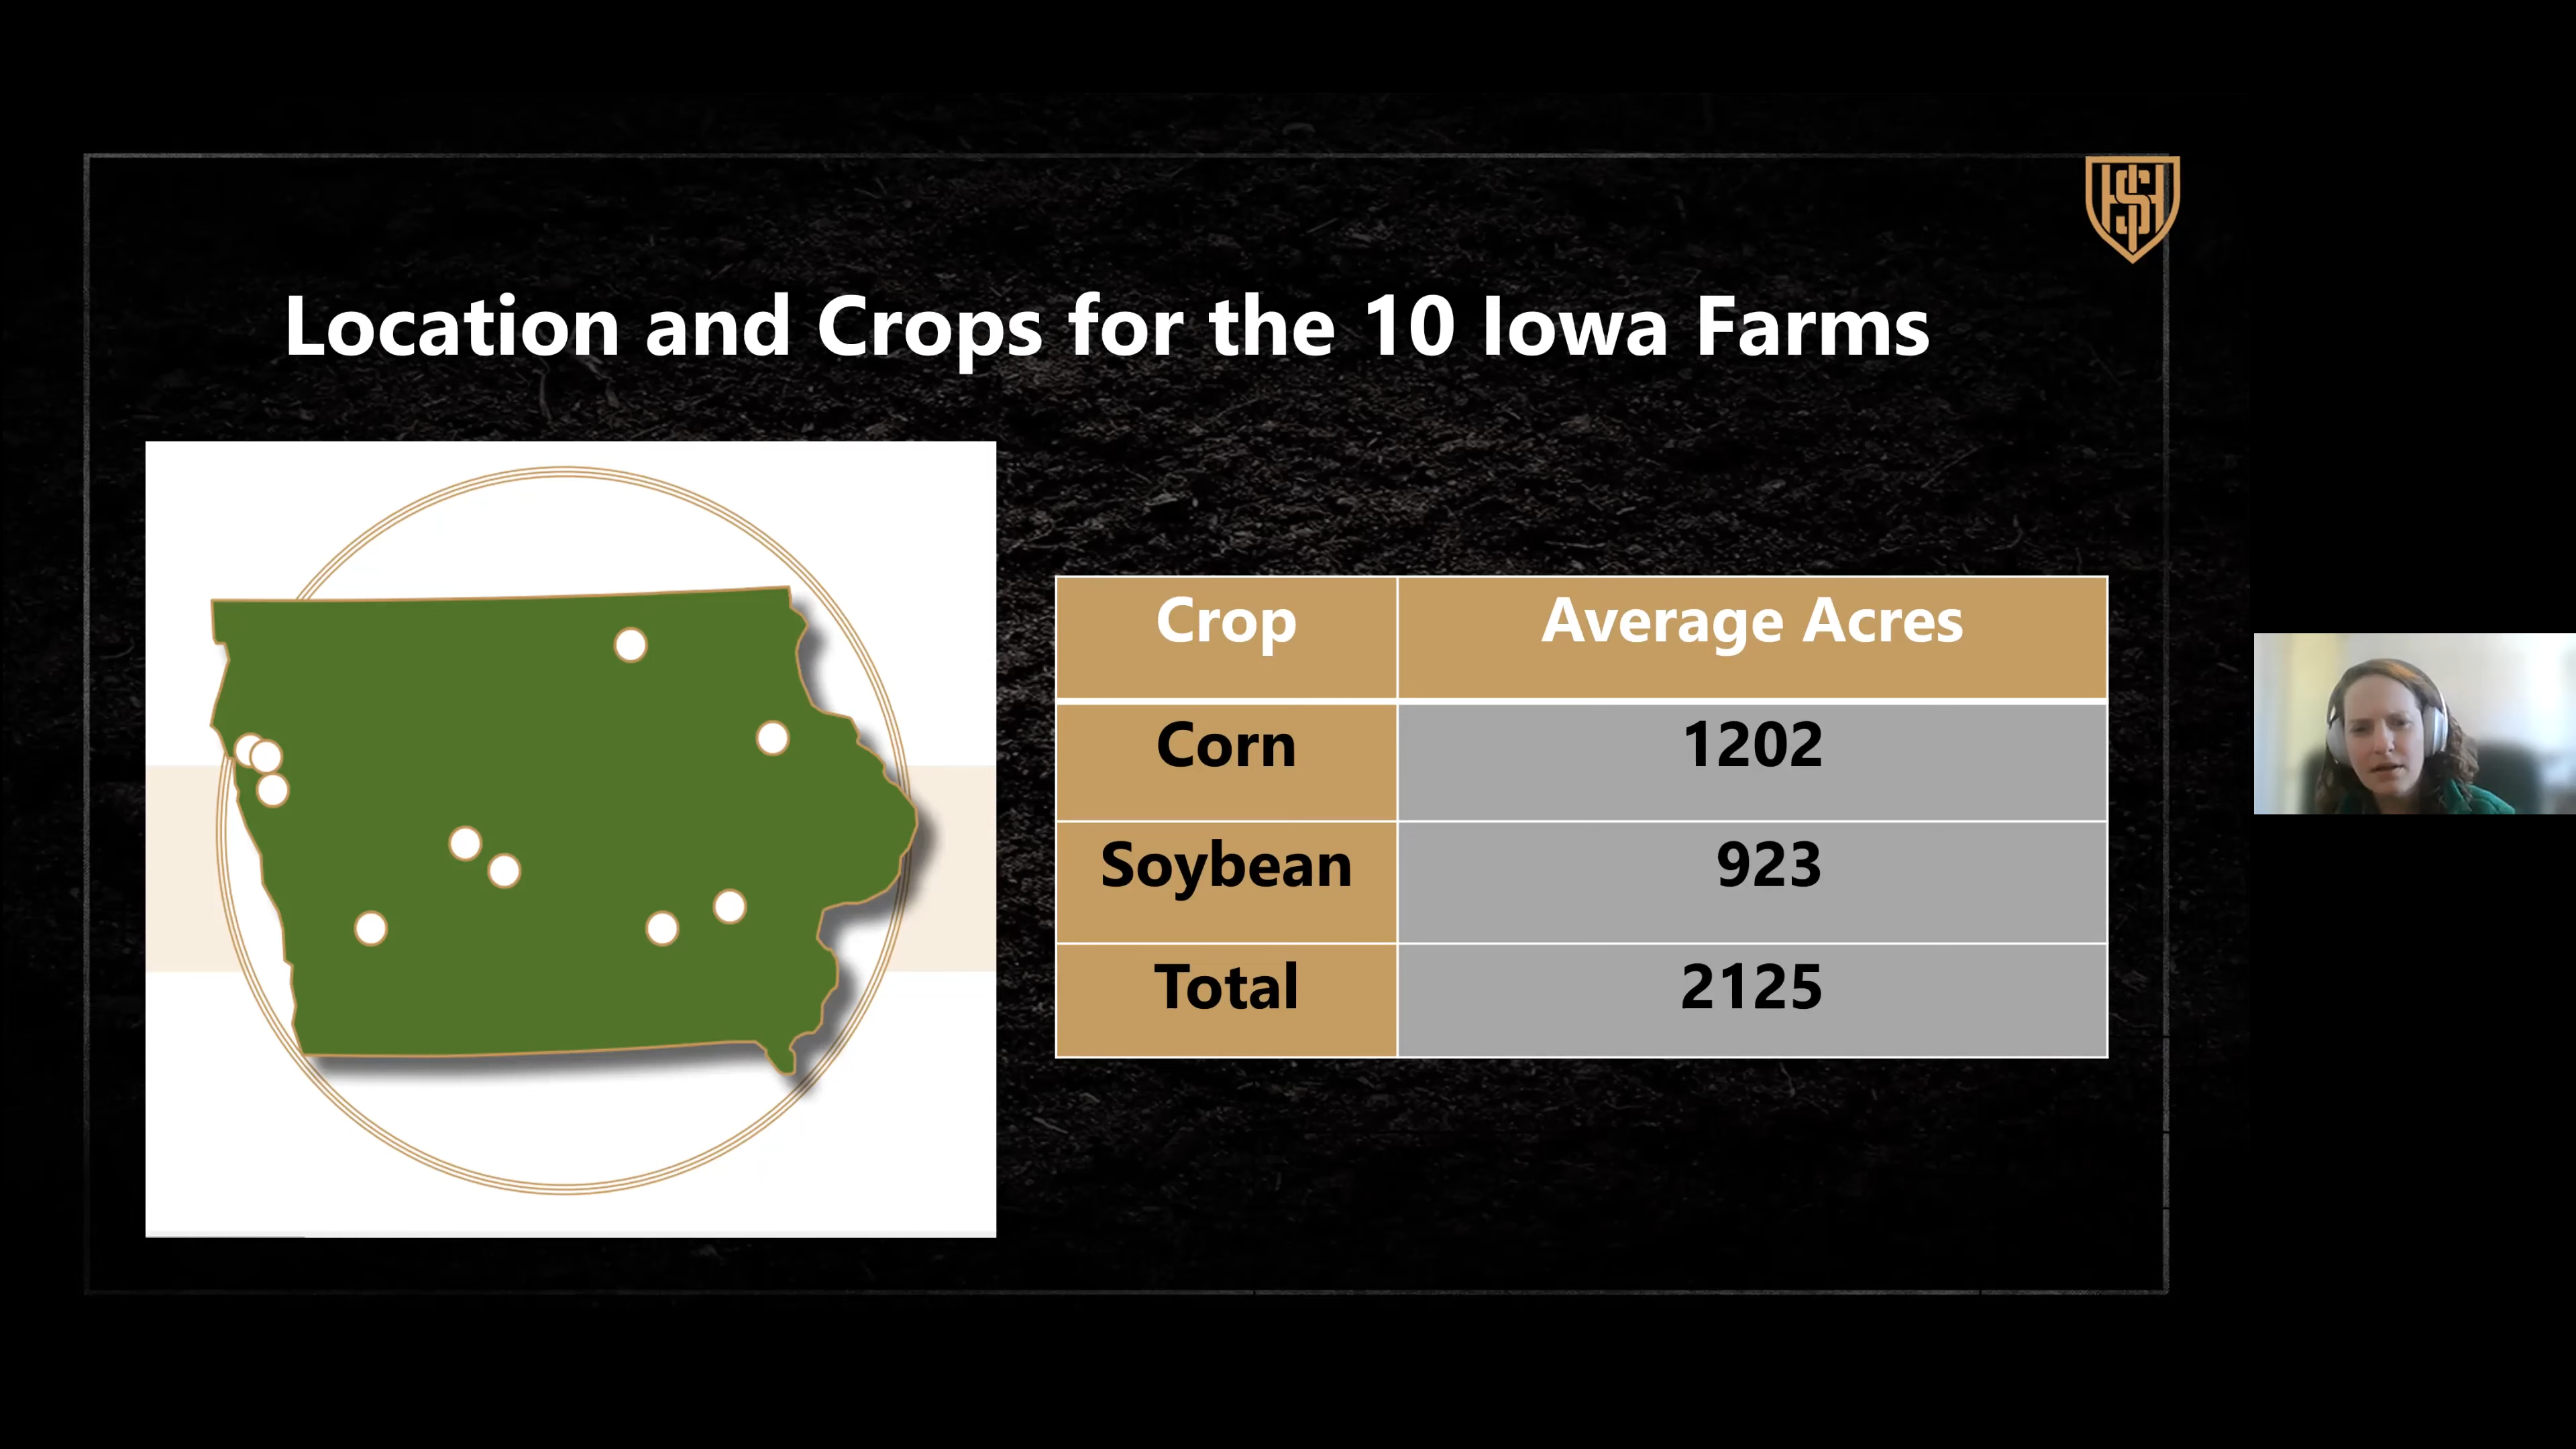 Location and Crops for the 10 Iowa Farms
Crop Average Acres
Corn 1202
Soybean 923
Total 2125